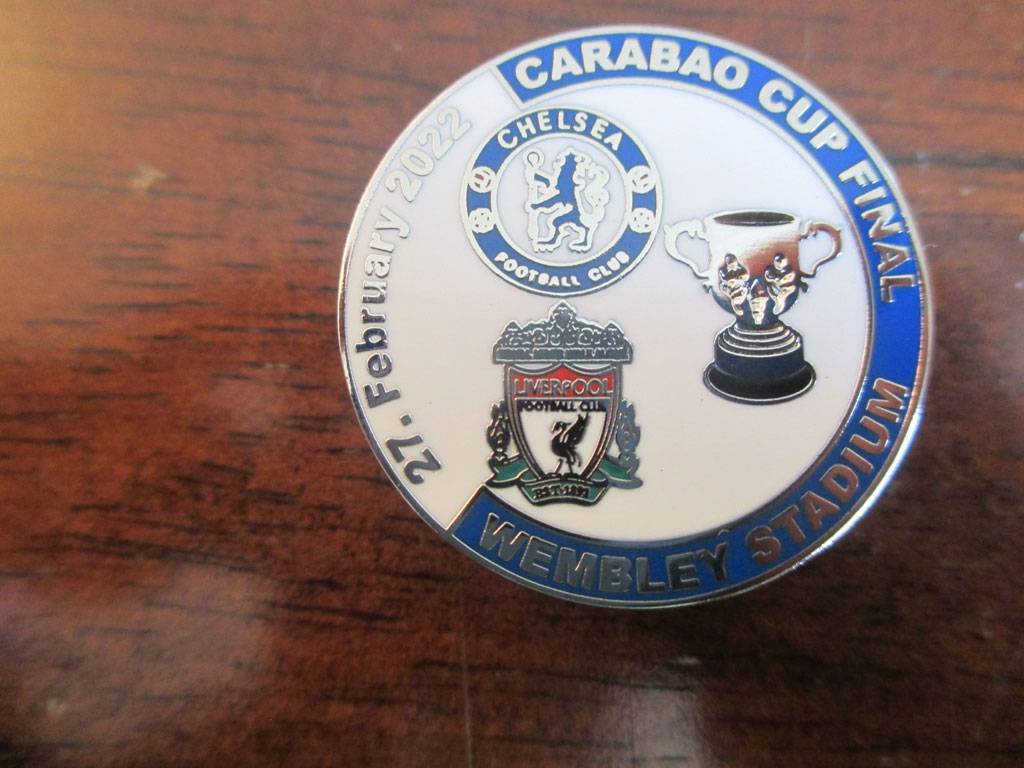 CARABAO CUP FINAL
27. February 2022
CHELSEA
FOOTBALL CLUB
LIVERPOOL
FOOTBALL CLUB
EST·1892
WEMBLEY STADIUM